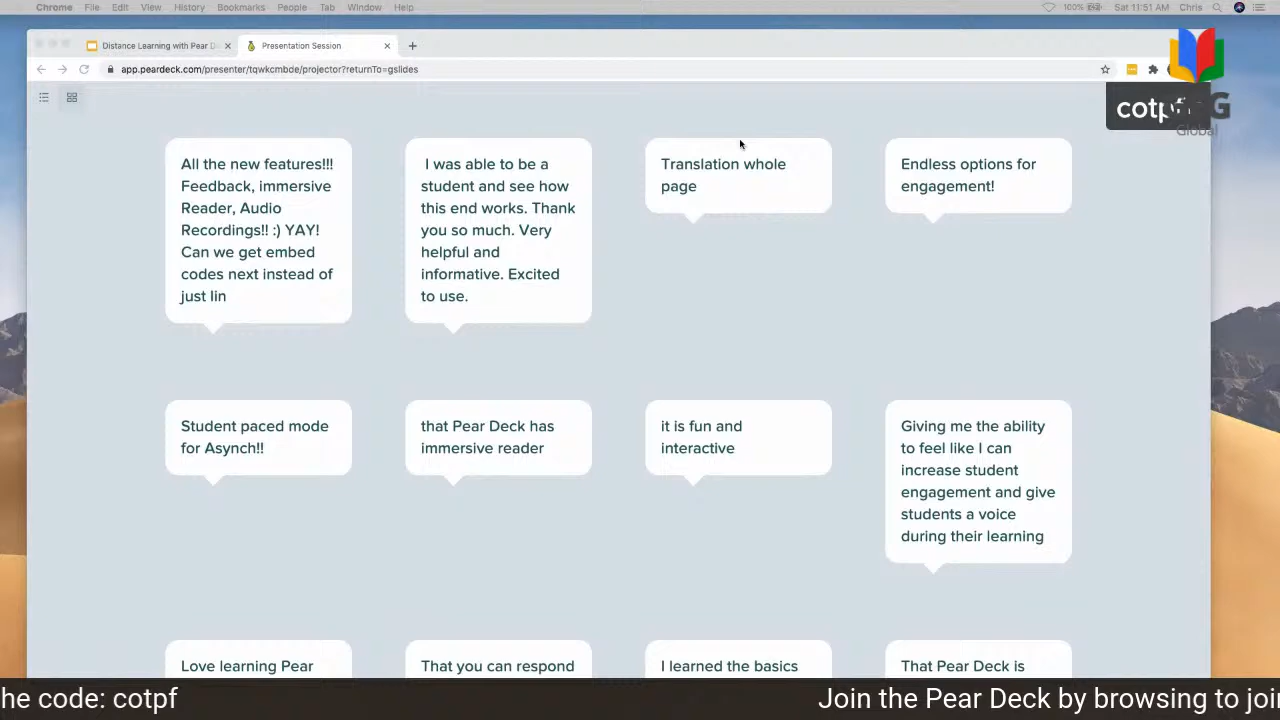 Chrome File Edit View History Bookmarks People Tab Window Help 100% Sat 11:51 AM Chris
Distance Learning with Pear D
Presentation Session
app.peardeck.com/presenter/tqwkcmbde/projector?returnTo=gslides
G
Global
All the new features!!!
Feedback, immersive
Reader, Audio
Recordings!! :) YAY!
Can we get embed
codes next instead of
just lin
I was able to be a
student and see how
this end works. Thank
you so much. Very
helpful and
informative. Excited
to use.
Translation whole
page
Endless options for
engagement!
Student paced mode
for Asynch!!
that Pear Deck has
immersive reader
it is fun and
interactive
Giving me the ability
to feel like I can
increase student
engagement and give
students a voice
during their learning
Love learning Pear
That you can respond
I learned the basics
That Pear Deck is
he code: cotpf
Join the Pear Deck by browsing to joi